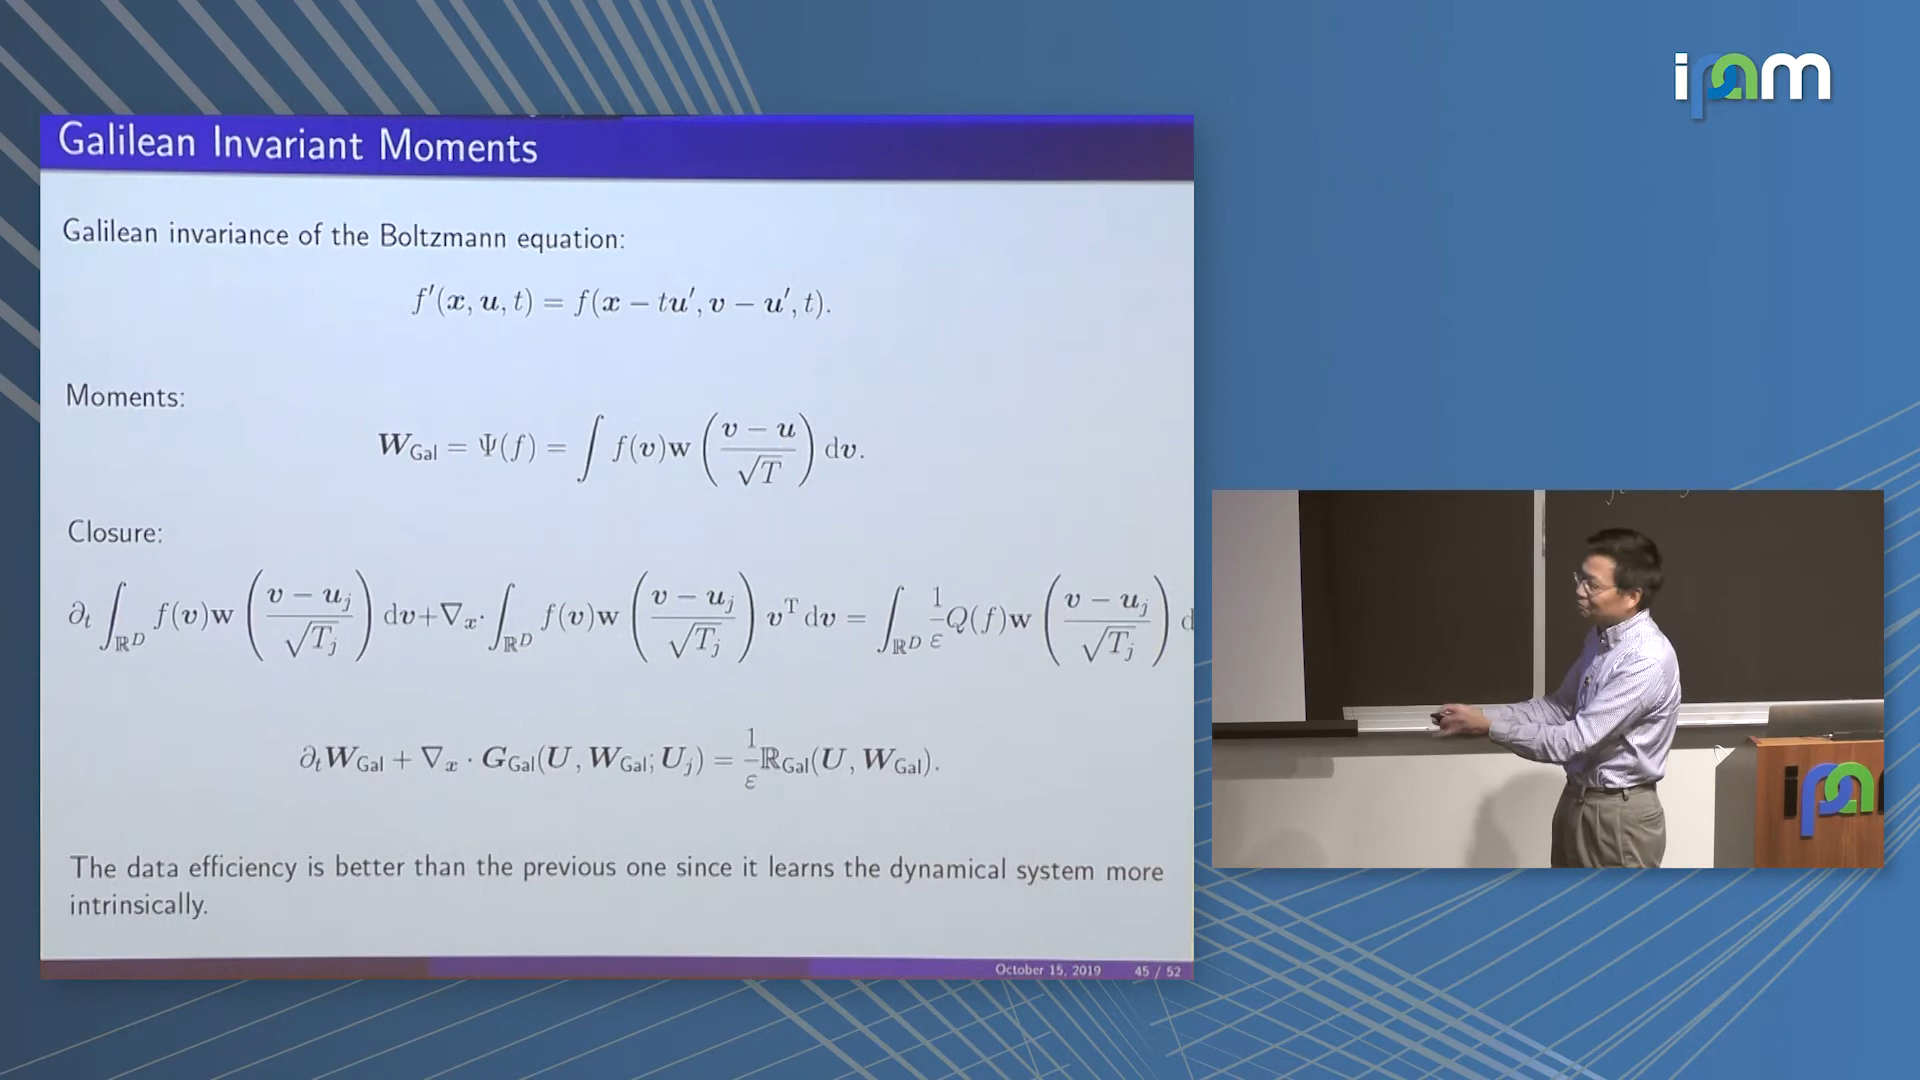 ipam
Galilean Invariant Moments
Galilean invariance of the Boltzmann equation:
f′(x, u, t) = f(x − tu′, v − u′, t).
Moments:
W_Gal = Ψ(f) = ∫ f(v)w((v − u)/√T) dv.
Closure:
∂_t ∫_{ℝ^D} f(v)w((v − u_j)/√T_j) dv+∇_x· ∫_{ℝ^D} f(v)w((v − u_j)/√T_j) v^T dv = ∫_{ℝ^D} 1/ε Q(f)w((v − u_j)/√T_j) d
∂_t W_Gal + ∇_x · G_Gal(U, W_Gal; U_j) = 1/ε ℝ_Gal(U, W_Gal).
The data efficiency is better than the previous one since it learns the dynamical system more
intrinsically.
October 15, 2019 45 / 52
ipa